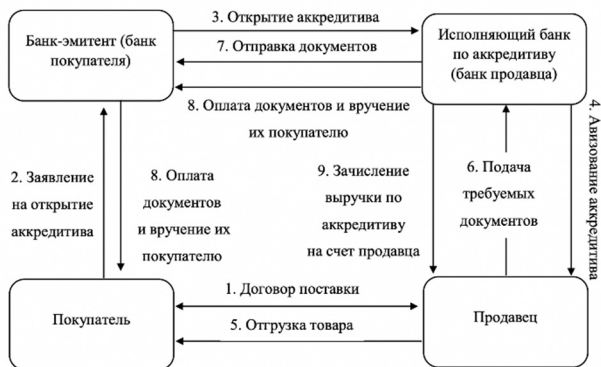 Банк-эмитент (банк
покупателя)
3. Открытие аккредитива
7. Отправка документов
Исполняющий банк
по аккредитиву
(банк продавца)
8. Оплата документов и вручение
их покупателю
2. Заявление
на открытие
аккредитива
8. Оплата
документов
и вручение их
покупателю
9. Зачисление
выручки по
аккредитиву
на счет продавца
6. Подача
требуемых
документов
4. Авизование аккредитива
Покупатель
1. Договор поставки
5. Отгрузка товара
Продавец